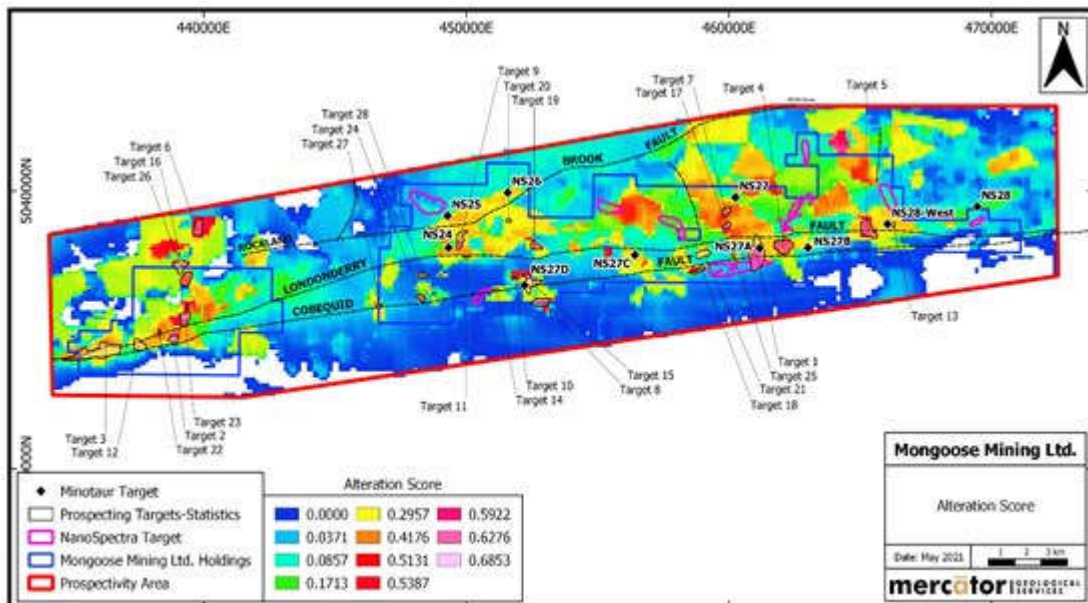 440000E
450000E
460000E
470000E
N
Target 9
Target 20
Target 19
Target 7
Target 17
Target 4
Target 5
Target 28
Target 24
Target 27
Target 6
Target 16
Target 26
5040000N
BROOK
FAULT
NS26
NS25
NS24
NS27
NS28
NS28-West
ROCKLAND
LONDONDERRY
FAULT
FAULT
NS27A
NS27B
NS27C
NS27D
COBEQUID
Target 13
Target 1
Target 25
Target 21
Target 18
Target 15
Target 8
Target 10
Target 14
Target 11
Target 23
Target 2
Target 22
Target 3
Target 12
Minotaur Target
Prospecting Targets-Statistics
NanoSpectra Target
Mongoose Mining Ltd. Holdings
Prospectivity Area
Alteration Score
0.0000
0.0371
0.0857
0.1713
0.2957
0.4176
0.5131
0.5387
0.5922
0.6276
0.6853
Mongoose Mining Ltd.
Alteration Score
Date: May 2021
1 2 3 km
mercator GEOLOGICAL
SERVICES